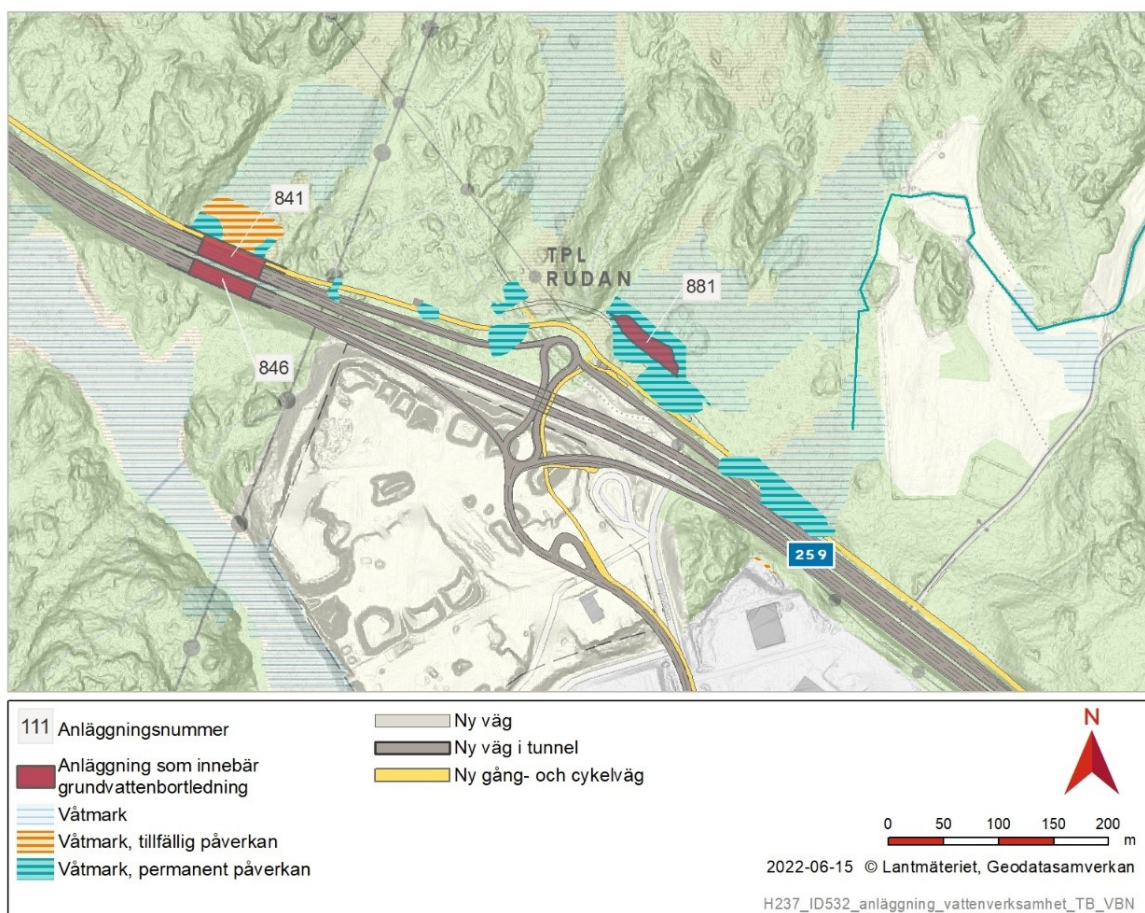 841
TPL
RUDAN
881
846
259
111 Anläggningsnummer
Anläggning som innebär
grundvattenbortledning
Våtmark
Våtmark, tillfällig påverkan
Våtmark, permanent påverkan
Ny väg
Ny väg i tunnel
Ny gång- och cykelväg
N
0 50 100 150 200
m
2022-06-15 © Lantmäteriet, Geodatasamverkan
H237_ID532_anläggning_vattenverksamhet_TB_VBN